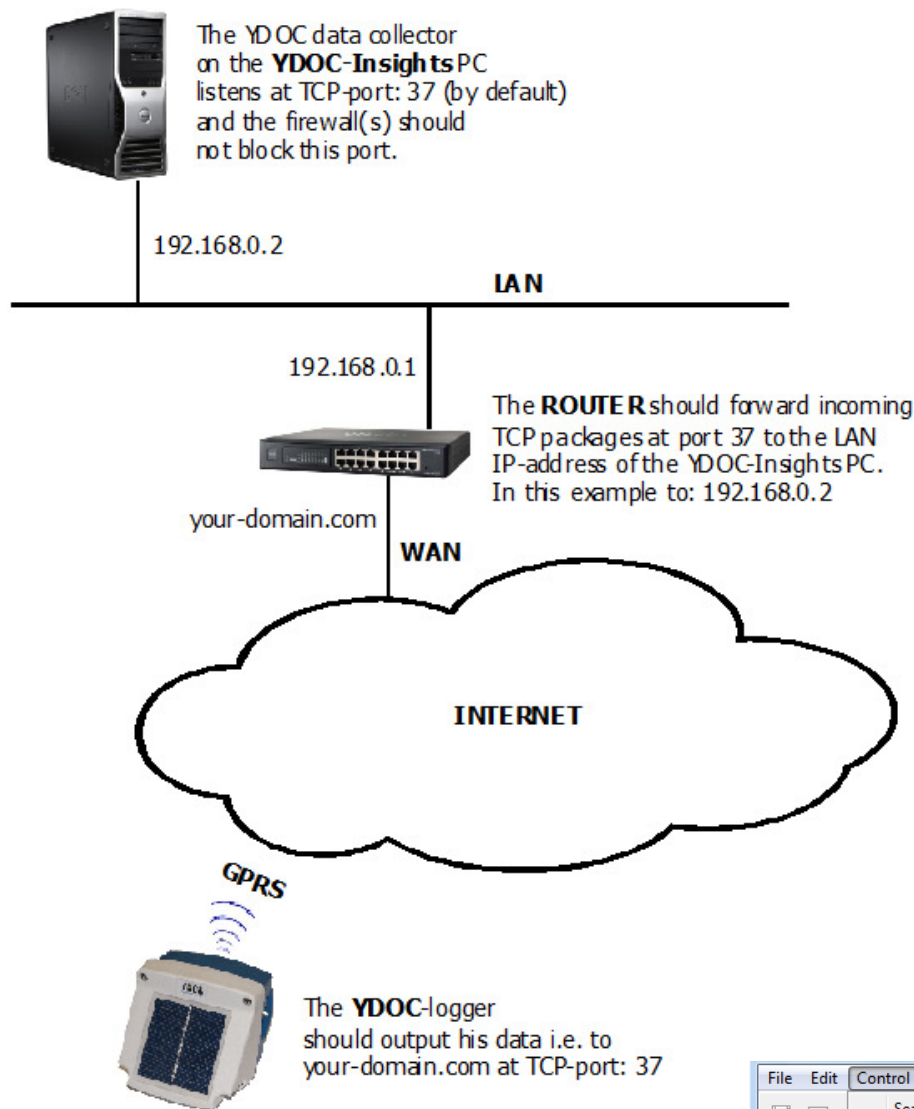 The YDOC data collector
on the YDOC-Insights PC
listens at TCP-port: 37 (by default)
and the firewall(s) should
not block this port.
192.168.0.2
LAN
192.168.0.1
The ROUTER should forward incoming
TCP packages at port 37 to the LAN
IP-address of the YDOC-Insights PC.
In this example to: 192.168.0.2
your-domain.com
WAN
INTERNET
GPRS
The YDOC-logger
should output his data i.e. to
your-domain.com at TCP-port: 37
File Edit Control